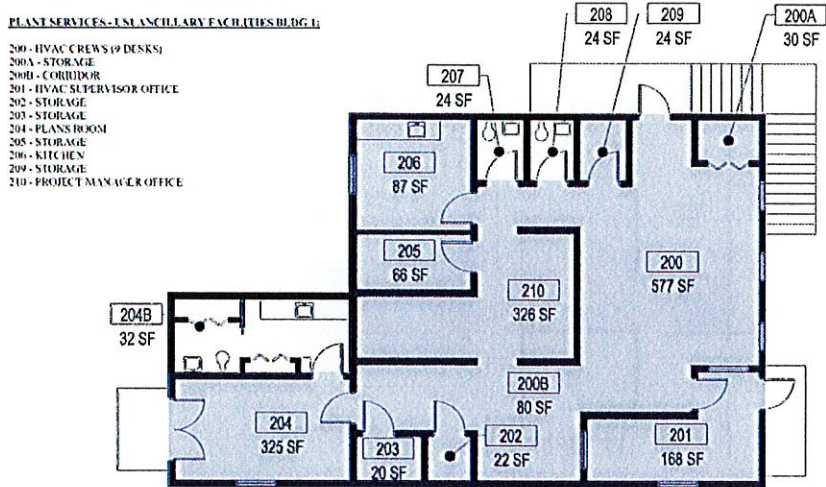 PLANT SERVICES - USI ANCILLARY FACILITIES BLDG 1:
200 - HVAC CREWS (9 DESKS)
200A - STORAGE
200B - CORRIDOR
201 - HVAC SUPERVISOR OFFICE
202 - STORAGE
203 - STORAGE
204 - PLANS ROOM
205 - STORAGE
206 - KITCHEN
209 - STORAGE
210 - PROJECT MANAGER OFFICE
208
24 SF
209
24 SF
200A
30 SF
207
24 SF
206
87 SF
205
66 SF
200
577 SF
210
326 SF
204B
32 SF
200B
80 SF
204
325 SF
203
20 SF
202
22 SF
201
168 SF